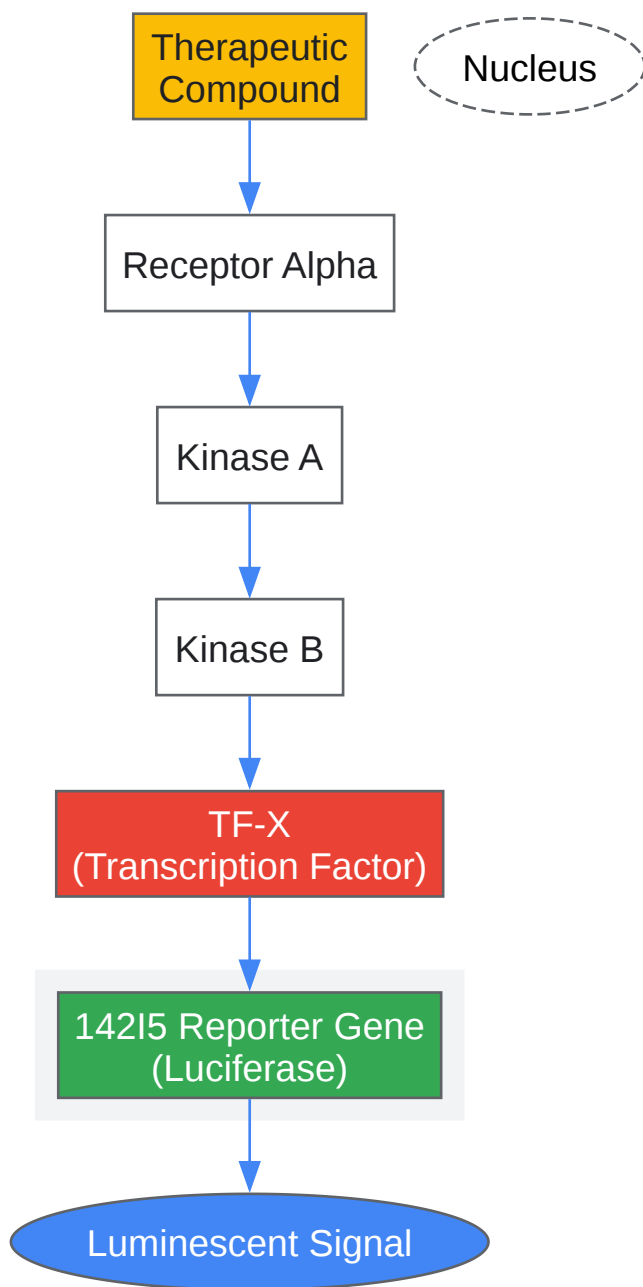 Therapeutic
Compound
Nucleus
Receptor Alpha
Kinase A
Kinase B
TF-X
(Transcription Factor)
142I5 Reporter Gene
(Luciferase)
Luminescent Signal